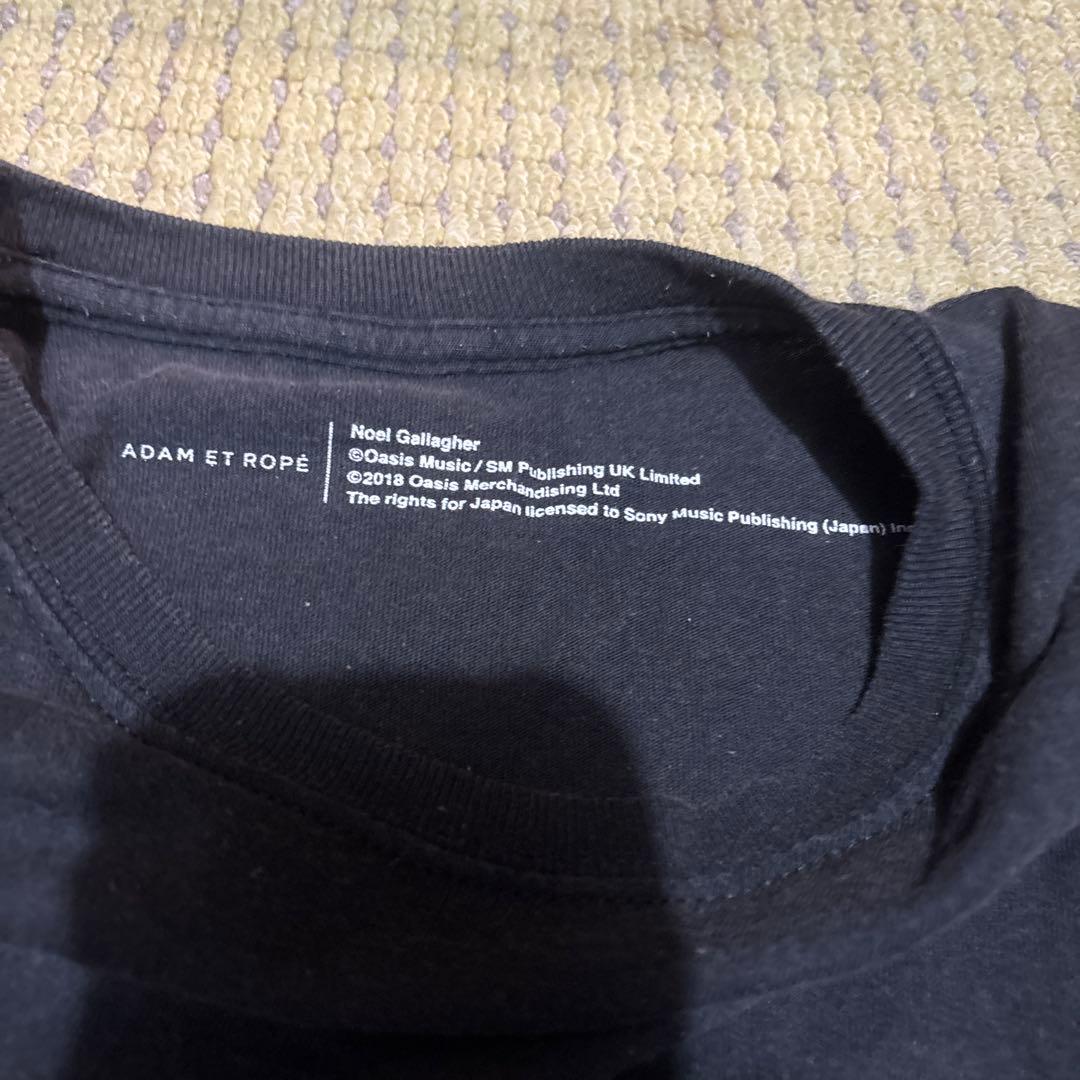 ADAM ET ROPÉ
Noel Gallagher
©Oasis Music / SM Publishing UK Limited
©2018 Oasis Merchandising Ltd
The rights for Japan licensed to Sony Music Publishing (Japan) Inc